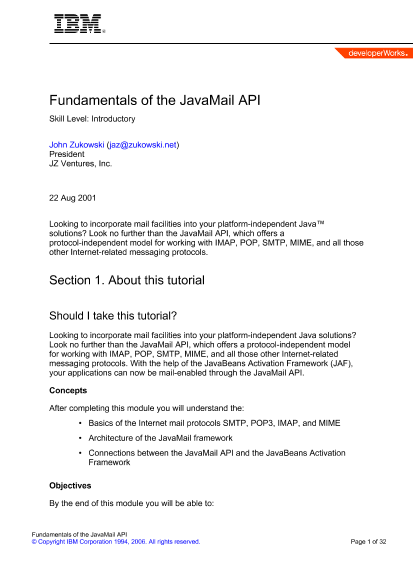 IBM®
developerWorks.
Fundamentals of the JavaMail API
Skill Level: Introductory
John Zukowski (jaz@zukowski.net)
President
JZ Ventures, Inc.
22 Aug 2001
Looking to incorporate mail facilities into your platform-independent Java™
solutions? Look no further than the JavaMail API, which offers a
protocol-independent model for working with IMAP, POP, SMTP, MIME, and all those
other Internet-related messaging protocols.
Section 1. About this tutorial
Should I take this tutorial?
Looking to incorporate mail facilities into your platform-independent Java solutions?
Look no further than the JavaMail API, which offers a protocol-independent model
for working with IMAP, POP, SMTP, MIME, and all those other Internet-related
messaging protocols. With the help of the JavaBeans Activation Framework (JAF),
your applications can now be mail-enabled through the JavaMail API.
Concepts
After completing this module you will understand the:
• Basics of the Internet mail protocols SMTP, POP3, IMAP, and MIME
• Architecture of the JavaMail framework
• Connections between the JavaMail API and the JavaBeans Activation
Framework
Objectives
By the end of this module you will be able to:
Fundamentals of the JavaMail API
© Copyright IBM Corporation 1994, 2006. All rights reserved.
Page 1 of 32